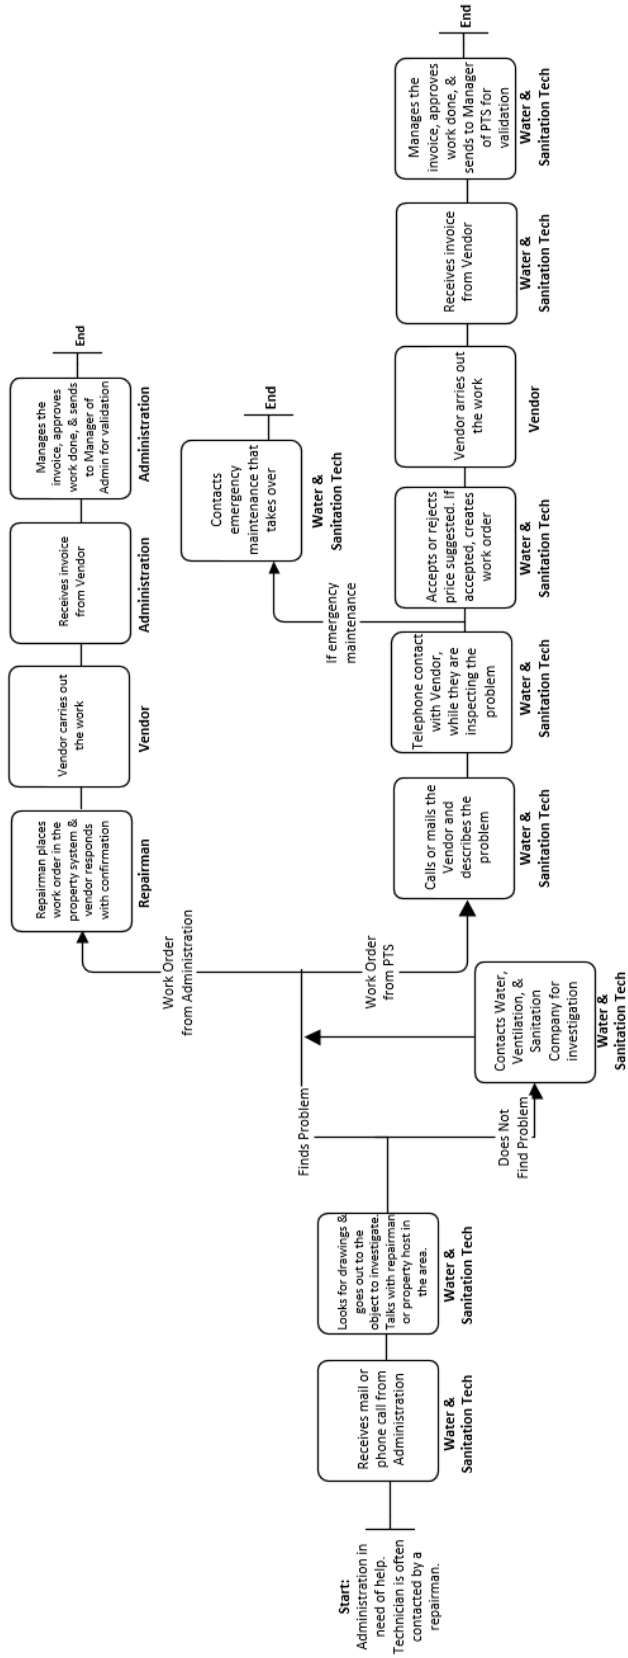 Start:
Administration in
need of help.
Technician is often
contacted by a
repairman.
Receives mail or
phone call from
Administration
Water &
Sanitation Tech
Looks for drawings &
goes out to the
object to investigate.
Talks with repairman
or property host in
the area.
Water &
Sanitation Tech
Finds Problem
Does Not
Find Problem
Contacts Water,
Ventilation, &
Sanitation
Company for
investigation
Water &
Sanitation Tech
Work Order
from Administration
Work Order
from PTS
Repairman places
work order in the
property system &
vendor responds
with confirmation
Repairman
Vendor carries out
the work
Vendor
Receives invoice
from Vendor
Administration
Manages the
invoice, approves
work done, & sends
to Manager of
Admin for validation
Administration
End
Calls or mails the
Vendor and
describes the
problem
Water &
Sanitation Tech
Telephone contact
with Vendor,
while they are
inspecting the
problem
Water &
Sanitation Tech
If emergency
maintenance
Contacts
emergency
maintenance that
takes over
Water &
Sanitation Tech
End
Accepts or rejects
price suggested. If
accepted, creates
work order
Water &
Sanitation Tech
Vendor arries out
the work
Vendor
Receives invoice
from Vendor
Water &
Sanitation Tech
Manages the
invoice, approves
work done, &
sends to Manager
of PTS for
validation
Water &
Sanitation Tech
End